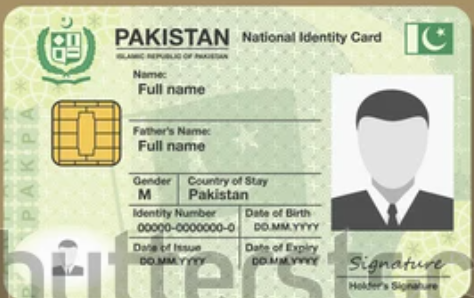 PAKISTAN National Identity Card
ISLAMIC REPUBLIC OF PAKISTAN
Name:
Full name
Father's Name:
Full name
Gender Country of Stay
M Pakistan
Identity Number Date of Birth
00000-0000000-0 DD.MM.YYYY
Date of Issue Date of Expiry
DD.MM.YYYY DD.MM.YYYY
Signature
Holder's Signature